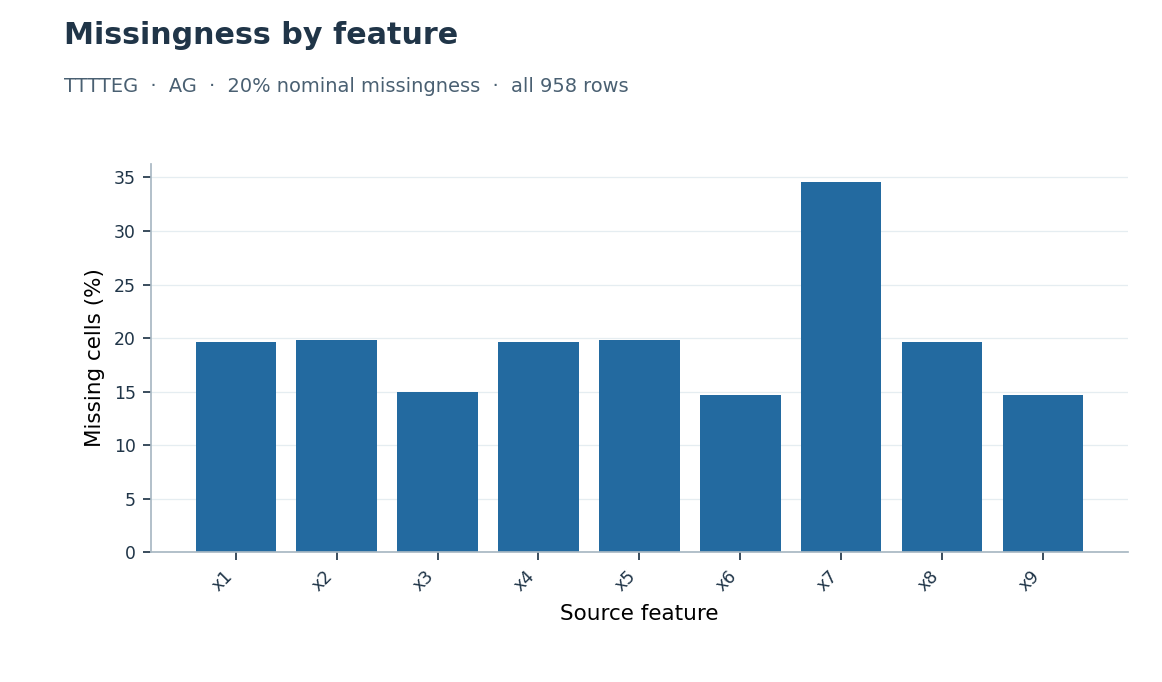 Missingness by feature
TTTTEG · AG · 20% nominal missingness · all 958 rows
Missing cells (%)
35
30
25
20
15
10
5
0
x1 x2 x3 x4 x5 x6 x7 x8 x9
Source feature